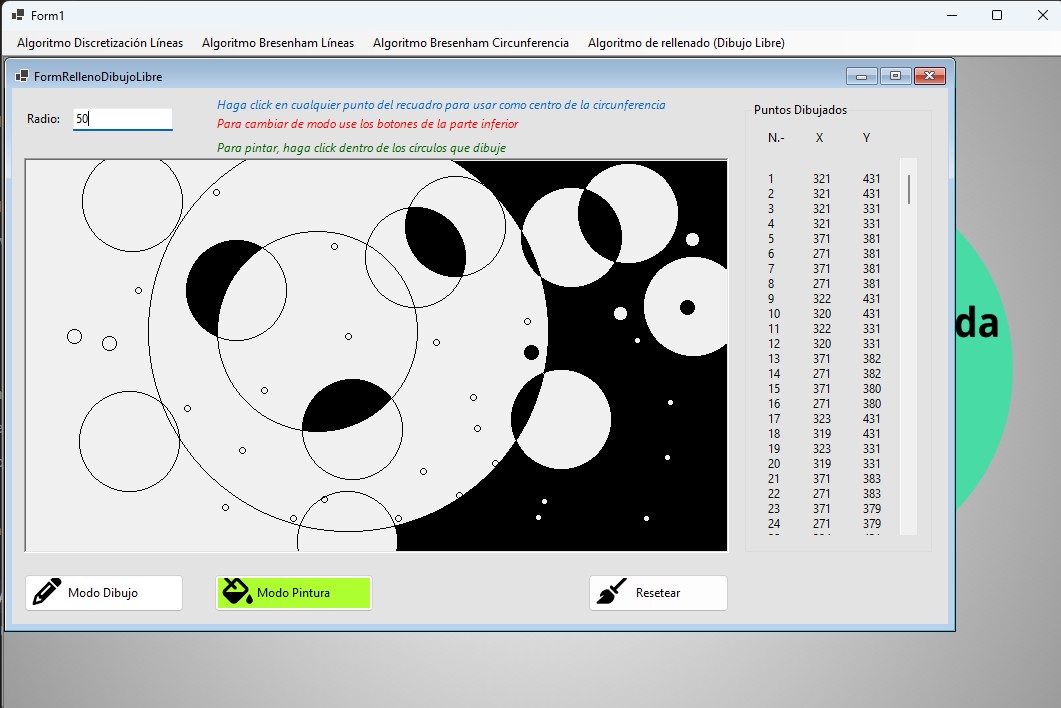 Form1
Algoritmo Discretización Líneas Algoritmo Bresenham Líneas Algoritmo Bresenham Circunferencia Algoritmo de rellenado (Dibujo Libre)
FormRellenoDibujoLibre
Radio: 50
Haga click en cualquier punto del recuadro para usar como centro de la circunferencia
Para cambiar de modo use los botones de la parte inferior
Para pintar, haga click dentro de los círculos que dibuje
Puntos Dibujados
N.- X Y
1 321 431
2 321 431
3 321 331
4 321 331
5 371 381
6 271 381
7 371 381
8 271 381
9 322 431
10 320 431
11 322 331
12 320 331
13 371 382
14 271 382
15 371 380
16 271 380
17 323 431
18 319 431
19 323 331
20 319 331
21 371 383
22 271 383
23 371 379
24 271 379
da
Modo Dibujo
Modo Pintura
Resetear